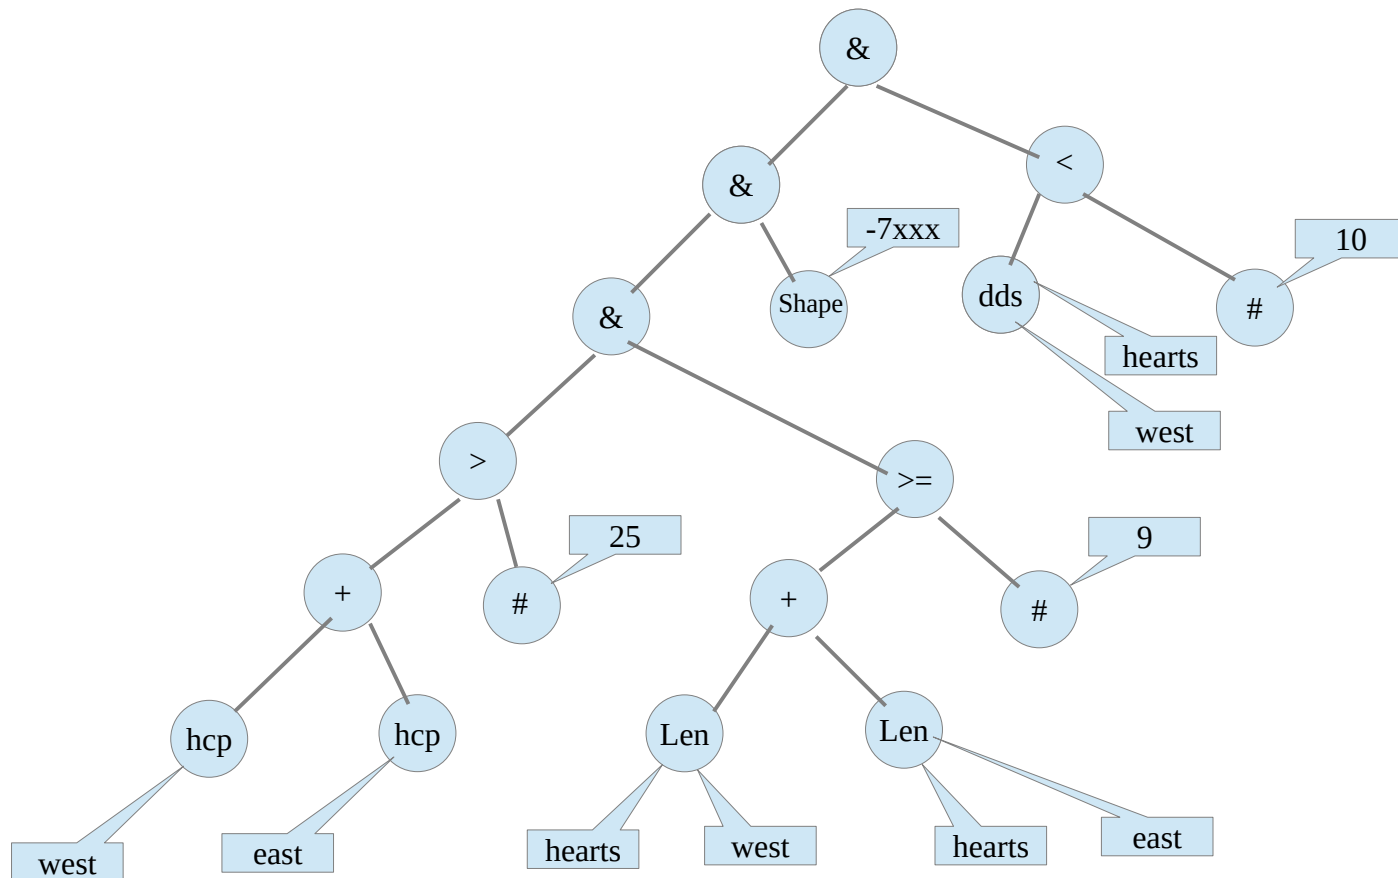 &
&
<
-7xxx
10
Shape
dds
#
&
hearts
west
>
>=
25
9
+
#
+
#
hcp
hcp
Len
Len
west
east
hearts
west
hearts
east